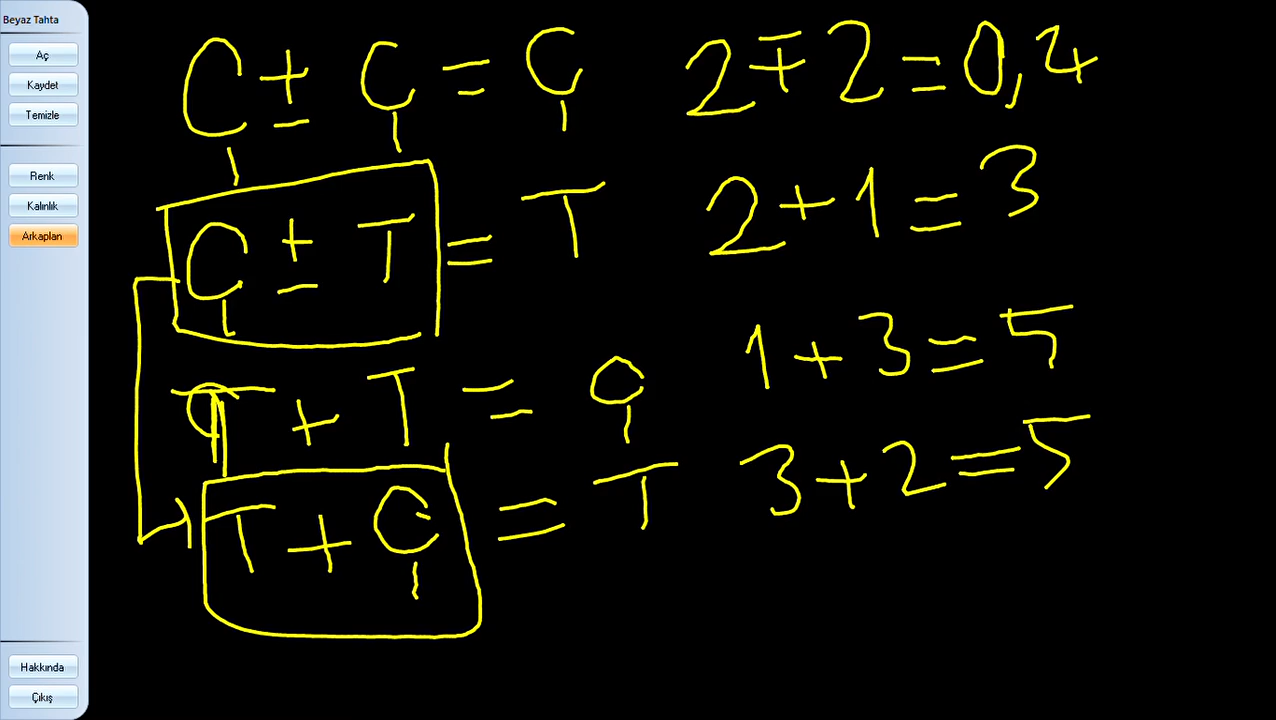 Beyaz Tahta
Aç
Kaydet
Temizle
Renk
Kalınlık
Arkaplan
Hakkında
Çıkış
Ç ± Ç = Ç 2 ∓ 2 = 0, 4
Ç ± T = T 2 + 1 = 3
T + T = Ç 1 + 3 = 5
T + Ç = T 3 + 2 = 5